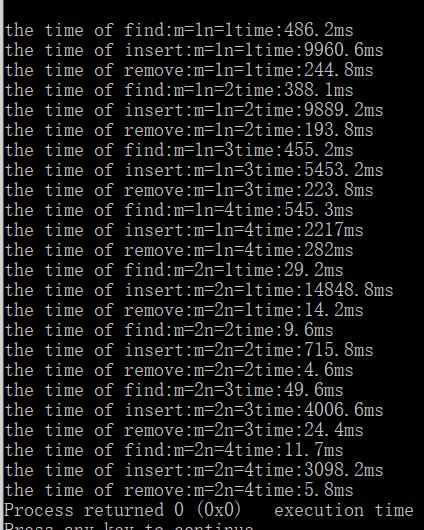 the time of find:m=1n=1time:486.2ms
the time of insert:m=1n=1time:9960.6ms
the time of remove:m=1n=1time:244.8ms
the time of find:m=1n=2time:388.1ms
the time of insert:m=1n=2time:9889.2ms
the time of remove:m=1n=2time:193.8ms
the time of find:m=1n=3time:455.2ms
the time of insert:m=1n=3time:5453.2ms
the time of remove:m=1n=3time:223.8ms
the time of find:m=1n=4time:545.3ms
the time of insert:m=1n=4time:2217ms
the time of remove:m=1n=4time:282ms
the time of find:m=2n=1time:29.2ms
the time of insert:m=2n=1time:14848.8ms
the time of remove:m=2n=1time:14.2ms
the time of find:m=2n=2time:9.6ms
the time of insert:m=2n=2time:715.8ms
the time of remove:m=2n=2time:4.6ms
the time of find:m=2n=3time:49.6ms
the time of insert:m=2n=3time:4006.6ms
the time of remove:m=2n=3time:24.4ms
the time of find:m=2n=4time:11.7ms
the time of insert:m=2n=4time:3098.2ms
the time of remove:m=2n=4time:5.8ms
Process returned 0 (0x0)   execution time
Press any key to continue